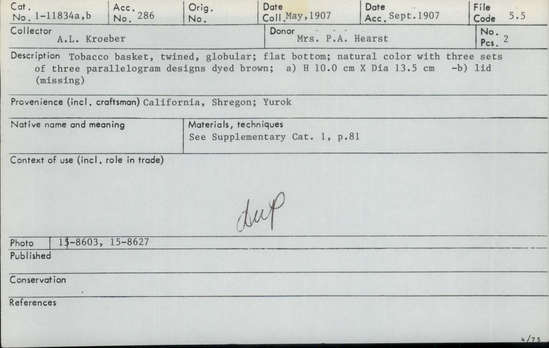 Cat. No. 1-11834a,b Acc. No. 286 Orig. No. Date Coll. May, 1907 Date Acc. Sept. 1907 File Code 5.5
Collector A.L. Kroeber Donor Mrs. P.A. Hearst No. Pcs. 2
Description Tobacco basket, twined, globular; flat bottom; natural color with three sets
of three parallelogram designs dyed brown; a) H 10.0 cm X Dia 13.5 cm -b) lid
(missing)
Provenience (incl. craftsman) California, Shregon; Yurok
Native name and meaning Materials, techniques
See Supplementary Cat. 1, p.81
Context of use (incl. role in trade)
dup
Photo 15-8603, 15-8627
Published
Conservation
References
4/75